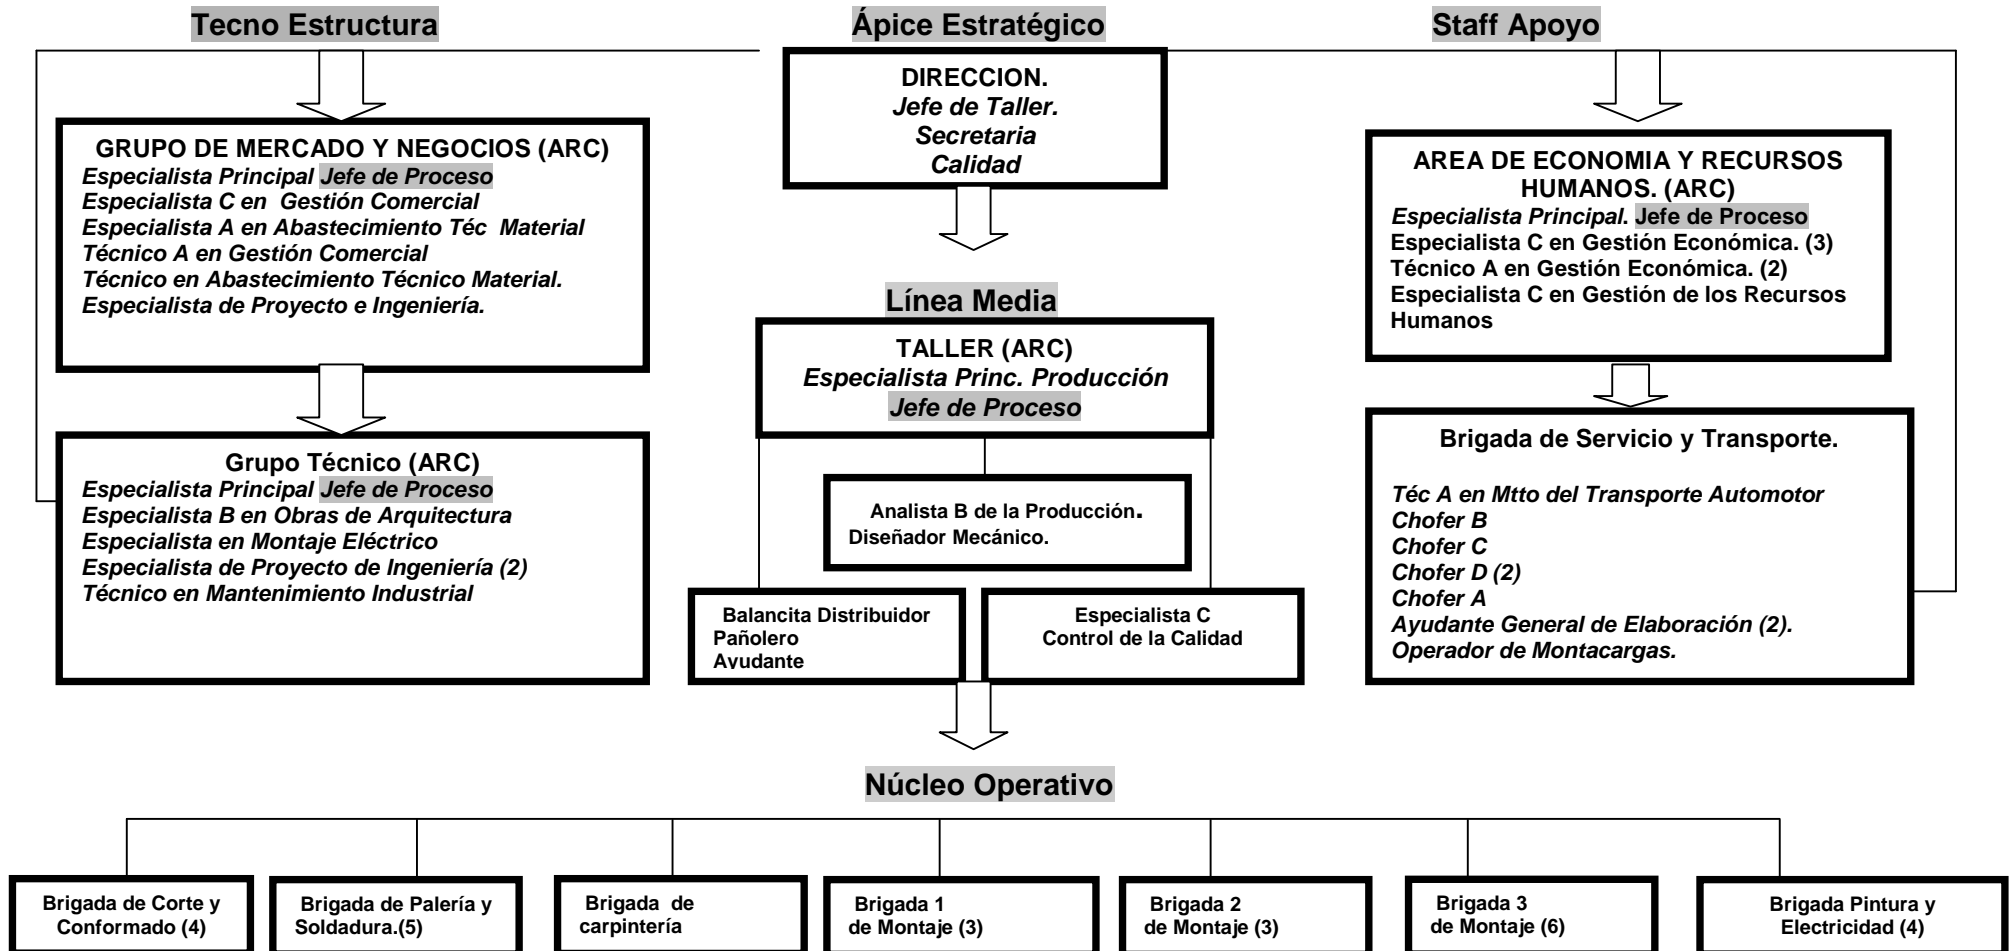 Tecno Estructura
Ápice Estratégico
Staff Apoyo
DIRECCION.
Jefe de Taller.
Secretaria
Calidad
GRUPO DE MERCADO Y NEGOCIOS (ARC)
Especialista Principal Jefe de Proceso
Especialista C en Gestión Comercial
Especialista A en Abastecimiento Téc Material
Técnico A en Gestión Comercial
Técnico en Abastecimiento Técnico Material.
Especialista de Proyecto e Ingeniería.
AREA DE ECONOMIA Y RECURSOS
HUMANOS. (ARC)
Especialista Principal. Jefe de Proceso
Especialista C en Gestión Económica. (3)
Técnico A en Gestión Económica. (2)
Especialista C en Gestión de los Recursos
Humanos
Línea Media
TALLER (ARC)
Especialista Princ. Producción
Jefe de Proceso
Grupo Técnico (ARC)
Especialista Principal Jefe de Proceso
Especialista B en Obras de Arquitectura
Especialista en Montaje Eléctrico
Especialista de Proyecto de Ingeniería (2)
Técnico en Mantenimiento Industrial
Analista B de la Producción.
Diseñador Mecánico.
Brigada de Servicio y Transporte.
Téc A en Mtto del Transporte Automotor
Chofer B
Chofer C
Chofer D (2)
Chofer A
Ayudante General de Elaboración (2).
Operador de Montacargas.
Balancita Distribuidor
Pañolero
Ayudante
Especialista C
Control de la Calidad
Núcleo Operativo
Brigada de Corte y
Conformado (4)
Brigada de Palería y
Soldadura.(5)
Brigada de
carpintería
Brigada 1
de Montaje (3)
Brigada 2
de Montaje (3)
Brigada 3
de Montaje (6)
Brigada Pintura y
Electricidad (4)